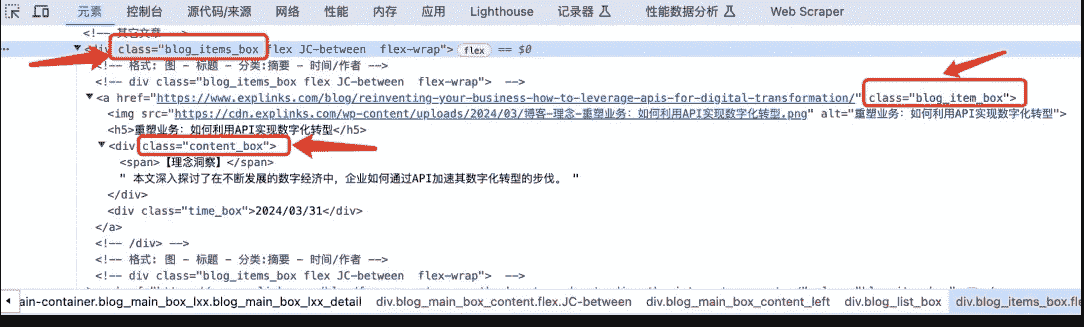 元素 控制台 源代码/来源 网络 性能 内存 应用 Lighthouse 记录器 性能数据分析 Web Scraper
<!-- 其它文章 -->
class="blog_items_box flex JC-between  flex-wrap"> flex == $0
<!-- 格式: 图 - 标题 - 分类:摘要 - 时间/作者 -->
<!-- div class="blog_items_box flex JC-between  flex-wrap">  -->
<a href="https://www.explinks.com/blog/reinventing-your-business-how-to-leverage-apis-for-digital-transformation/" class="blog_item_box">
<img src="https://cdn.explinks.com/wp-content/uploads/2024/03/博客-理念-重塑业务：如何利用API实现数字化转型.png" alt="重塑业务：如何利用API实现数字化转型">
<h5>重塑业务：如何利用API实现数字化转型</h5>
<div class="content_box">
<span>【理念洞察】</span>
" 本文深入探讨了在不断发展的数字经济中，企业如何通过API加速其数字化转型的步伐。 "
</div>
<div class="time_box">2024/03/31</div>
</a>
<!-- /div> -->
<!-- 格式: 图 - 标题 - 分类:摘要 - 时间/作者 -->
<!-- div class="blog_items_box flex JC-between  flex-wrap">  -->
ain-container.blog_main_box_lxx.blog_main_box_lxx_detail div.blog_main_box_content.flex.JC-between div.blog_main_box_content_left div.blog_list_box div.blog_items_box.fle